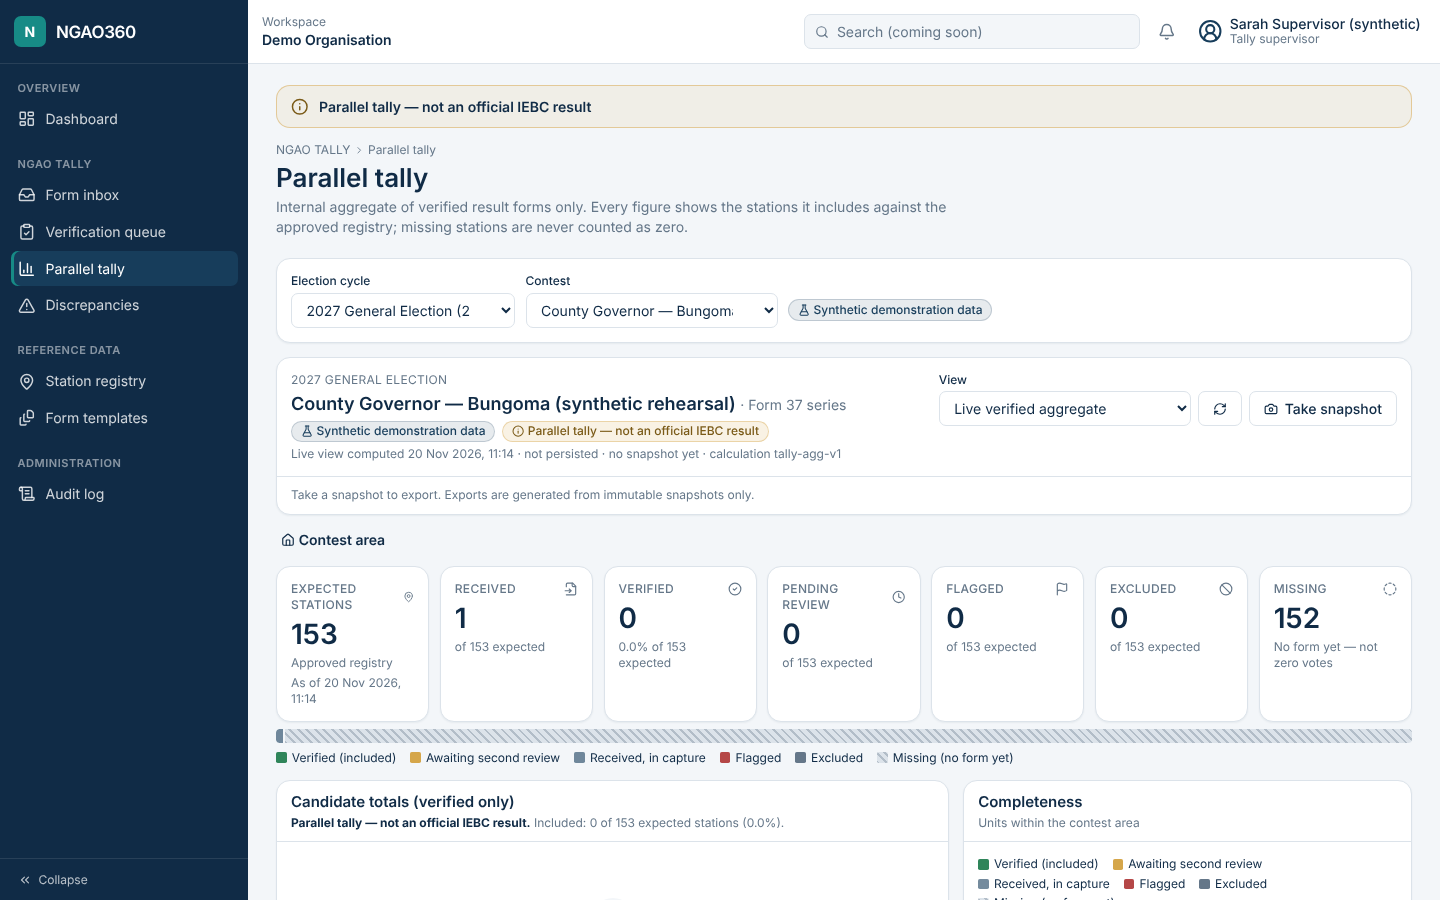 N NGAO360
Workspace
Demo Organisation
Search (coming soon)
Sarah Supervisor (synthetic)
Tally supervisor
OVERVIEW
Dashboard
NGAO TALLY
Form inbox
Verification queue
Parallel tally
Discrepancies
REFERENCE DATA
Station registry
Form templates
ADMINISTRATION
Audit log
Collapse
Parallel tally — not an official IEBC result
NGAO TALLY > Parallel tally
Parallel tally
Internal aggregate of verified result forms only. Every figure shows the stations it includes against the
approved registry; missing stations are never counted as zero.
Election cycle
2027 General Election (2
Contest
County Governor — Bungoma
Synthetic demonstration data
2027 GENERAL ELECTION
County Governor — Bungoma (synthetic rehearsal) · Form 37 series
Synthetic demonstration data
Parallel tally — not an official IEBC result
Live view computed 20 Nov 2026, 11:14 · not persisted · no snapshot yet · calculation tally-agg-v1
View
Live verified aggregate
Take snapshot
Take a snapshot to export. Exports are generated from immutable snapshots only.
Contest area
EXPECTED
STATIONS
153
Approved registry
As of 20 Nov 2026,
11:14
RECEIVED
1
of 153 expected
VERIFIED
0
0.0% of 153
expected
PENDING
REVIEW
0
of 153 expected
FLAGGED
0
of 153 expected
EXCLUDED
0
of 153 expected
MISSING
152
No form yet — not
zero votes
Verified (included)
Awaiting second review
Received, in capture
Flagged
Excluded
Missing (no form yet)
Candidate totals (verified only)
Parallel tally — not an official IEBC result. Included: 0 of 153 expected stations (0.0%).
Completeness
Units within the contest area
Verified (included)
Awaiting second review
Received, in capture
Flagged
Excluded